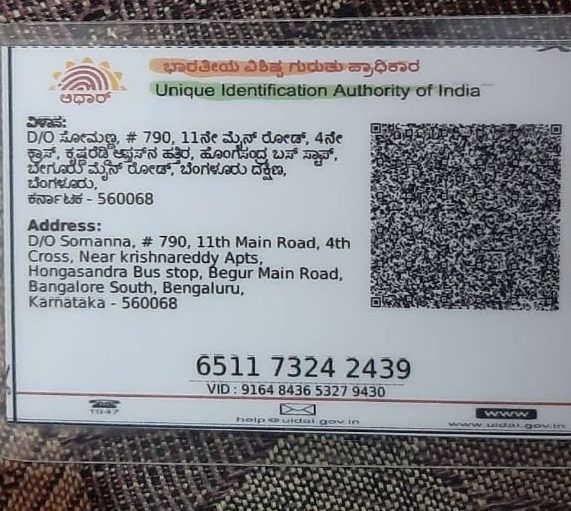 ಭಾರತೀಯ ವಿಶಿಷ್ಟ ಗುರುತು ಪ್ರಾಧಿಕಾರ
Unique Identification Authority of India
ಆಧಾರ್
ವಿಳಾಸ:
D/O ಸೋಮಣ್ಣ, # 790, 11ನೇ ಮೈನ್ ರೋಡ್, 4ನೇ
ಕ್ರಾಸ್, ಹತ್ತಿರ, ಹೊಂಗಸಂದ್ರ ಬಸ್ ಸ್ಟಾಪ್,
ಬೇಗೂರು ಮೈನ್ ರೋಡ್, ಬೆಂಗಳೂರು ದಕ್ಷಿಣ,
ಬೆಂಗಳೂರು,
ಕರ್ನಾಟಕ - 560068
Address:
D/O Somanna, # 790, 11th Main Road, 4th
Cross, Near krishnareddy Apts,
Hongasandra Bus stop, Begur Main Road,
Bangalore South, Bengaluru,
Karnataka - 560068
6511 7324 2439
VID : 9164 8436 5327 9430
1947
help@uidai.gov.in
www
www.uidai.gov.in